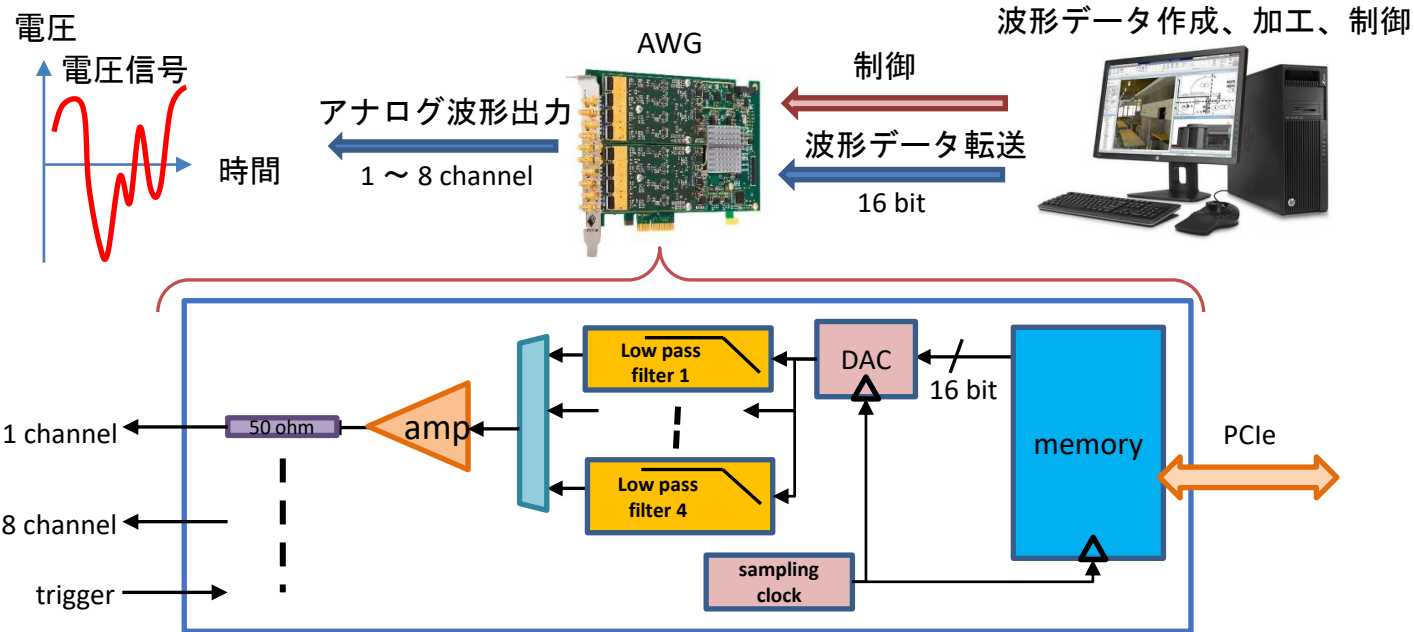 電圧
電圧信号
時間
アナログ波形出力
1 ～ 8 channel
AWG
制御
波形データ転送
16 bit
波形データ作成、加工、制御
Low pass
filter 1
DAC
16 bit
memory
PCIe
1 channel
50 ohm
amp
Low pass
filter 4
8 channel
sampling
clock
trigger